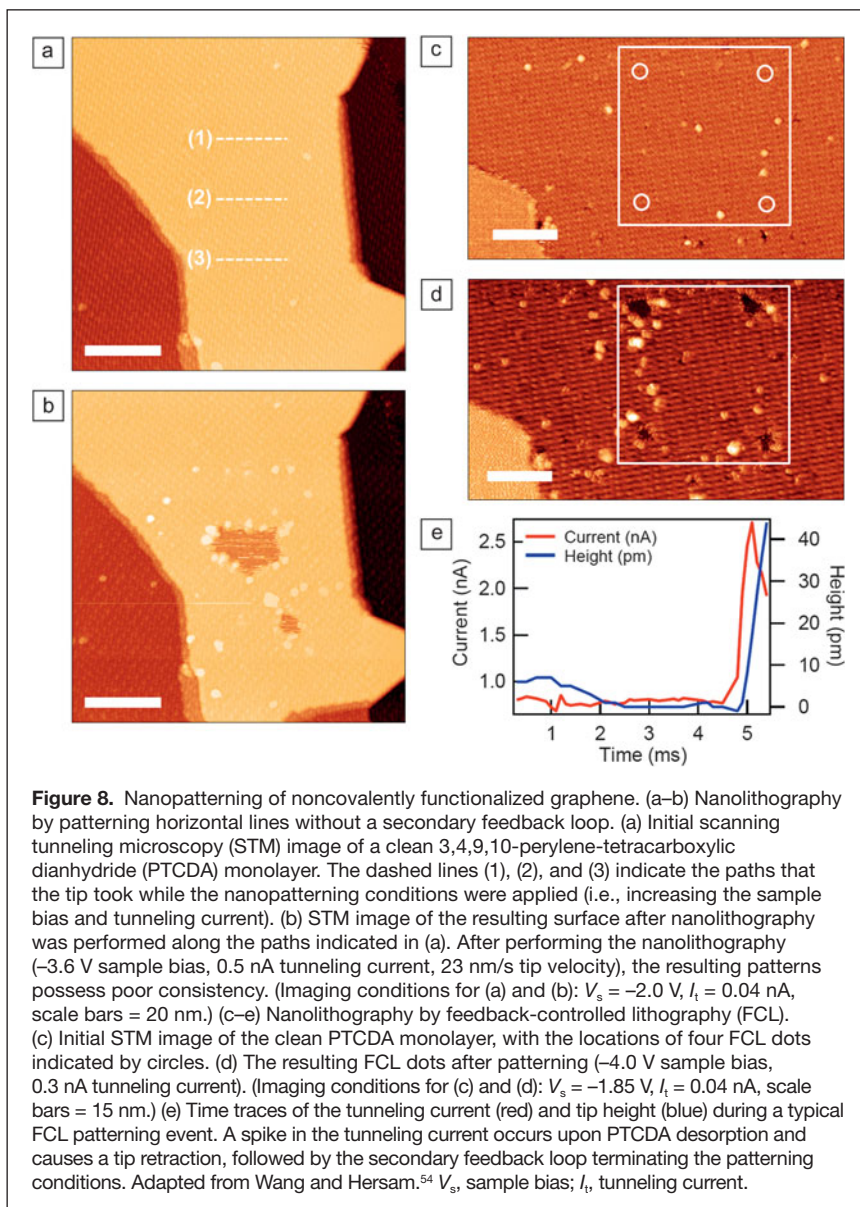 a
(1)
(2)
(3)
b
c
d
e
Current (nA)
Height (pm)
Current (nA)
2.5
2.0
1.5
1.0
Height (pm)
40
30
20
10
0
1 2 3 4 5
Time (ms)
Figure 8. Nanopatterning of noncovalently functionalized graphene. (a–b) Nanolithography
by patterning horizontal lines without a secondary feedback loop. (a) Initial scanning
tunneling microscopy (STM) image of a clean 3,4,9,10-perylene-tetracarboxylic
dianhydride (PTCDA) monolayer. The dashed lines (1), (2), and (3) indicate the paths that
the tip took while the nanopatterning conditions were applied (i.e., increasing the sample
bias and tunneling current). (b) STM image of the resulting surface after nanolithography
was performed along the paths indicated in (a). After performing the nanolithography
(–3.6 V sample bias, 0.5 nA tunneling current, 23 nm/s tip velocity), the resulting patterns
possess poor consistency. (Imaging conditions for (a) and (b): Vs = –2.0 V, It = 0.04 nA,
scale bars = 20 nm.) (c–e) Nanolithography by feedback-controlled lithography (FCL).
(c) Initial STM image of the clean PTCDA monolayer, with the locations of four FCL dots
indicated by circles. (d) The resulting FCL dots after patterning (–4.0 V sample bias,
0.3 nA tunneling current). (Imaging conditions for (c) and (d): Vs = –1.85 V, It = 0.04 nA, scale
bars = 15 nm.) (e) Time traces of the tunneling current (red) and tip height (blue) during a typical
FCL patterning event. A spike in the tunneling current occurs upon PTCDA desorption and
causes a tip retraction, followed by the secondary feedback loop terminating the patterning
conditions. Adapted from Wang and Hersam.54 Vs, sample bias; It, tunneling current.